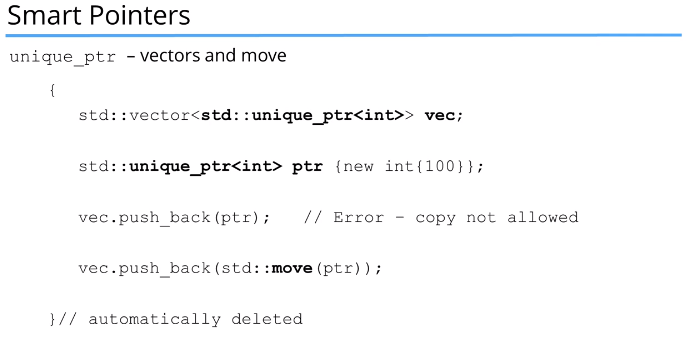 Smart Pointers
unique_ptr – vectors and move
{
std::vector<std::unique_ptr<int>> vec;
std::unique_ptr<int> ptr {new int{100}};
vec.push_back(ptr); // Error – copy not allowed
vec.push_back(std::move(ptr));
}// automatically deleted